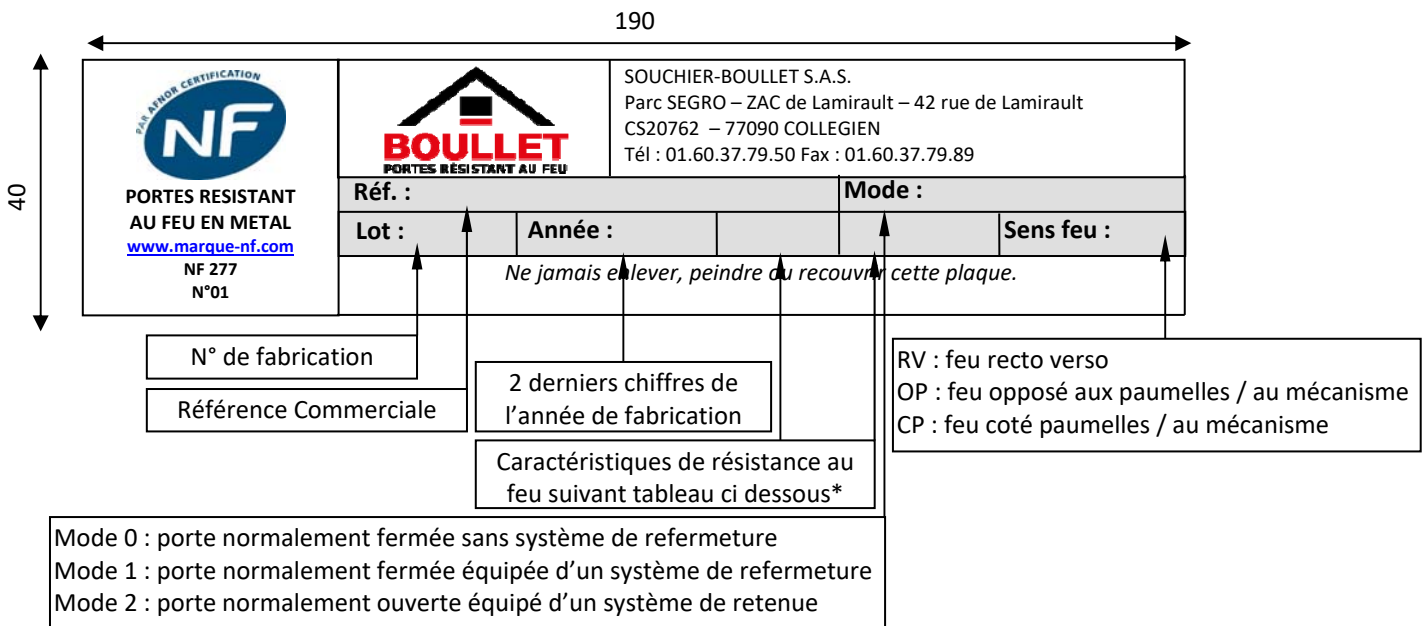 190
40
PAR AFNOR CERTIFICATION
NF
PORTES RESISTANT
AU FEU EN METAL
www.marque-nf.com
NF 277
N°01
BOULLET
PORTES RÉSISTANT AU FEU
SOUCHIER-BOULLET S.A.S.
Parc SEGRO – ZAC de Lamirault – 42 rue de Lamirault
CS20762 – 77090 COLLEGIEN
Tél : 01.60.37.79.50 Fax : 01.60.37.79.89
Réf. : Mode :
Lot : Année : Sens feu :
Ne jamais enlever, peindre ou recouvrir cette plaque.
N° de fabrication
Référence Commerciale
2 derniers chiffres de
l’année de fabrication
Caractéristiques de résistance au
feu suivant tableau ci dessous*
RV : feu recto verso
OP : feu opposé aux paumelles / au mécanisme
CP : feu coté paumelles / au mécanisme
Mode 0 : porte normalement fermée sans système de refermeture
Mode 1 : porte normalement fermée équipée d’un système de refermeture
Mode 2 : porte normalement ouverte équipé d’un système de retenue